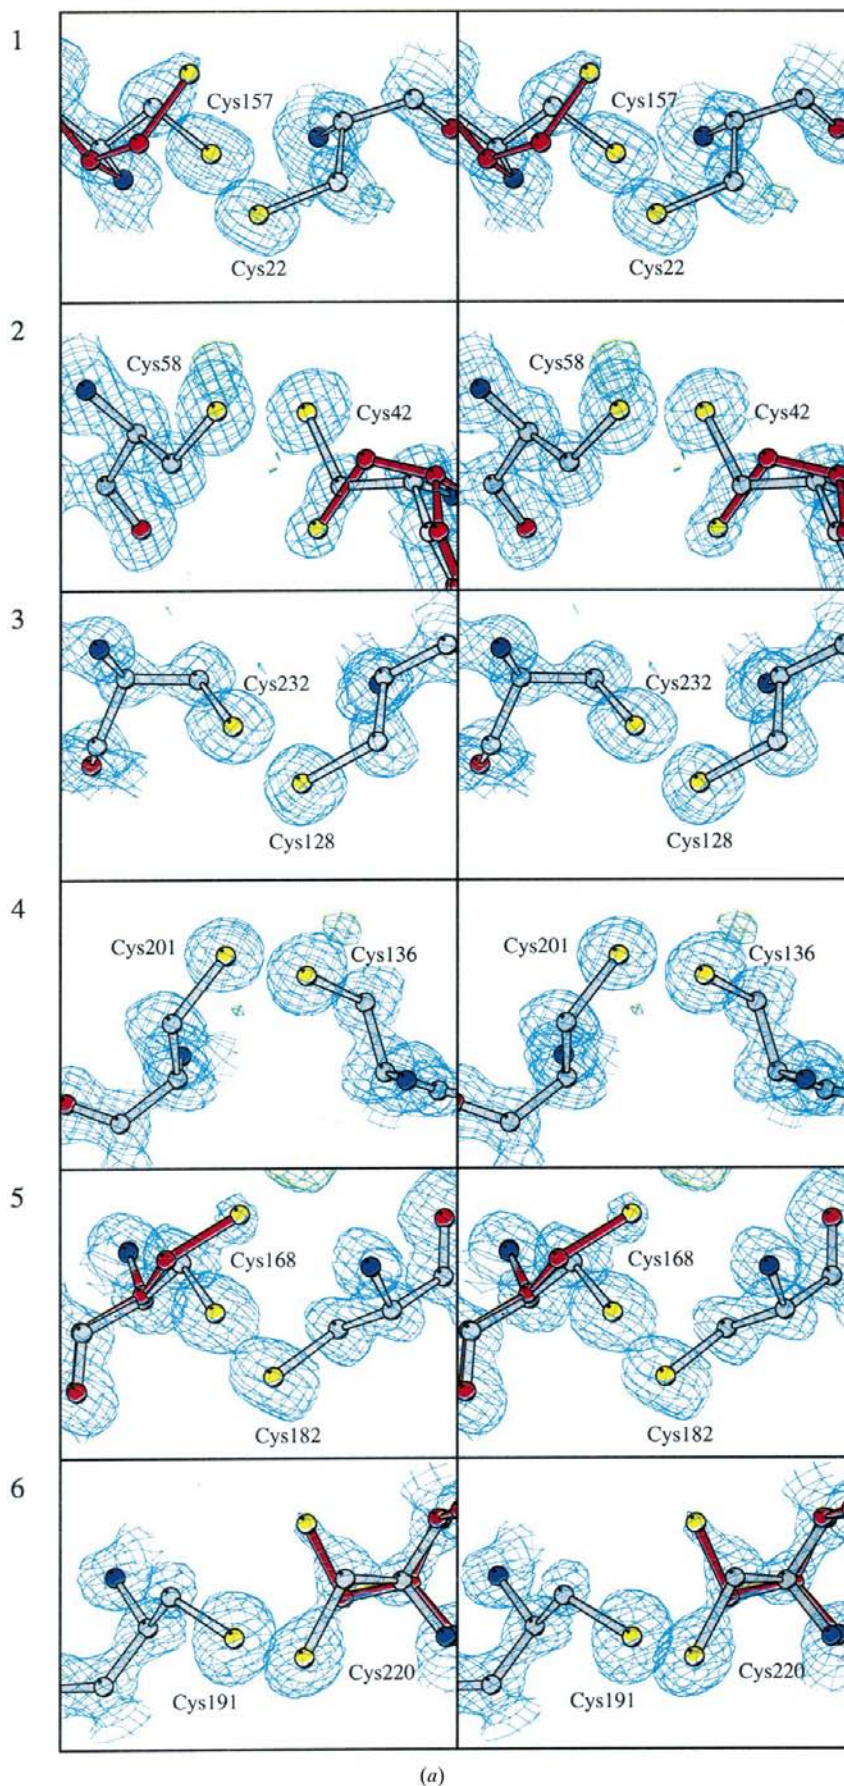 1
Cys157 Cys157
Cys22 Cys22
2
Cys58 Cys58
Cys42 Cys42
3
Cys232 Cys232
Cys128 Cys128
4
Cys201 Cys136 Cys201 Cys136
5
Cys168 Cys168
Cys182 Cys182
6
Cys191 Cys220 Cys191 Cys220
(a)